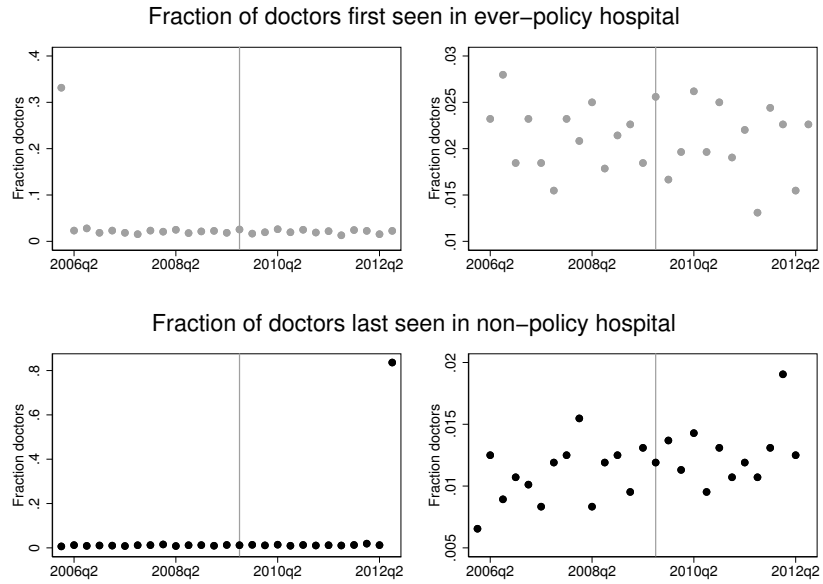 Fraction of doctors first seen in ever−policy hospital
Fraction doctors
0 .1 .2 .3 .4
2006q2 2008q2 2010q2 2012q2
Fraction doctors
.01 .015 .02 .025 .03
2006q2 2008q2 2010q2 2012q2
Fraction of doctors last seen in non−policy hospital
Fraction doctors
0 .2 .4 .6 .8
2006q2 2008q2 2010q2 2012q2
Fraction doctors
.005 .01 .015 .02
2006q2 2008q2 2010q2 2012q2